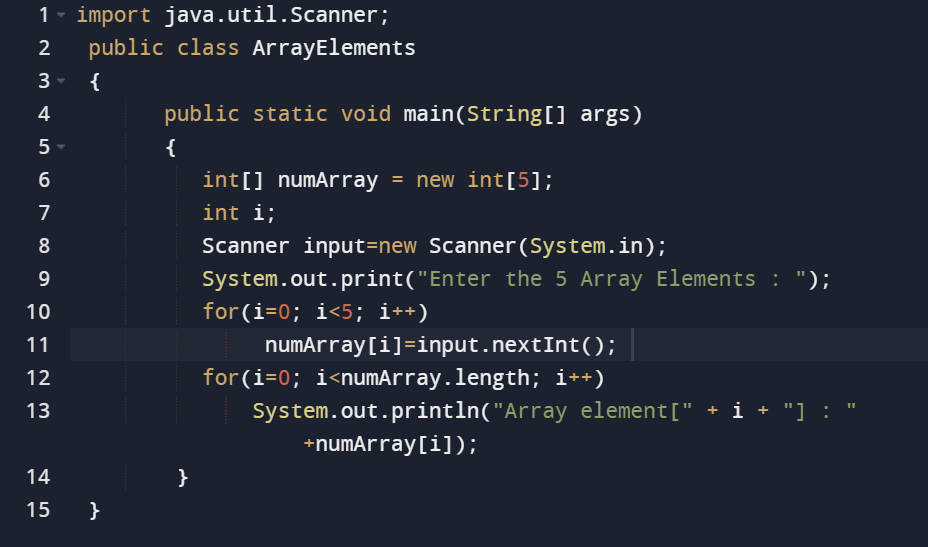 1 import java.util.Scanner;
2 public class ArrayElements
3 {
4 public static void main(String[] args)
5 {
6 int[] numArray = new int[5];
7 int i;
8 Scanner input=new Scanner(System.in);
9 System.out.print("Enter the 5 Array Elements : ");
10 for(i=0; i<5; i++)
11 numArray[i]=input.nextInt();
12 for(i=0; i<numArray.length; i++)
13 System.out.println("Array element[" + i + "] : "
+numArray[i]);
14 }
15 }